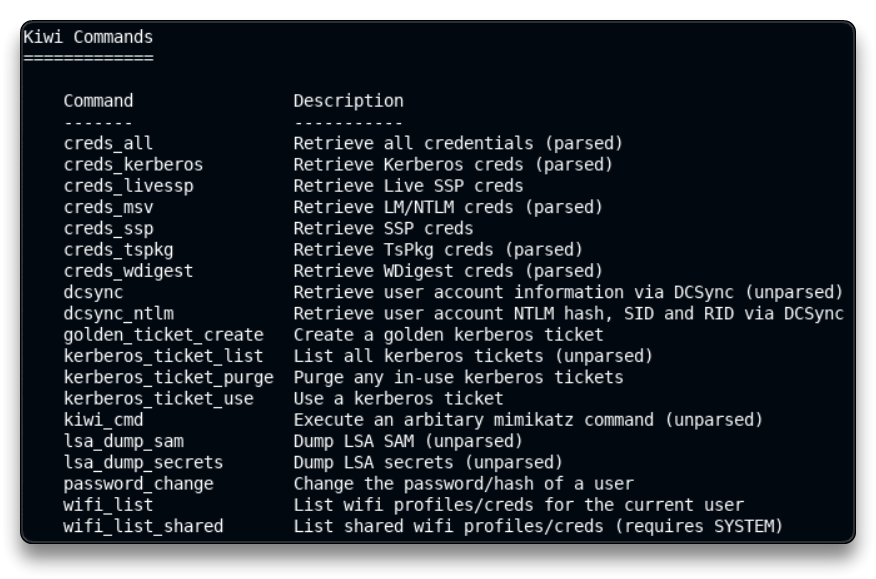 Kiwi Commands
=============
Command Description
------- -----------
creds_all Retrieve all credentials (parsed)
creds_kerberos Retrieve Kerberos creds (parsed)
creds_livessp Retrieve Live SSP creds
creds_msv Retrieve LM/NTLM creds (parsed)
creds_ssp Retrieve SSP creds
creds_tspkg Retrieve TsPkg creds (parsed)
creds_wdigest Retrieve WDigest creds (parsed)
dcsync Retrieve user account information via DCSync (unparsed)
dcsync_ntlm Retrieve user account NTLM hash, SID and RID via DCSync
golden_ticket_create Create a golden kerberos ticket
kerberos_ticket_list List all kerberos tickets (unparsed)
kerberos_ticket_purge Purge any in-use kerberos tickets
kerberos_ticket_use Use a kerberos ticket
kiwi_cmd Execute an arbitary mimikatz command (unparsed)
lsa_dump_sam Dump LSA SAM (unparsed)
lsa_dump_secrets Dump LSA secrets (unparsed)
password_change Change the password/hash of a user
wifi_list List wifi profiles/creds for the current user
wifi_list_shared List shared wifi profiles/creds (requires SYSTEM)